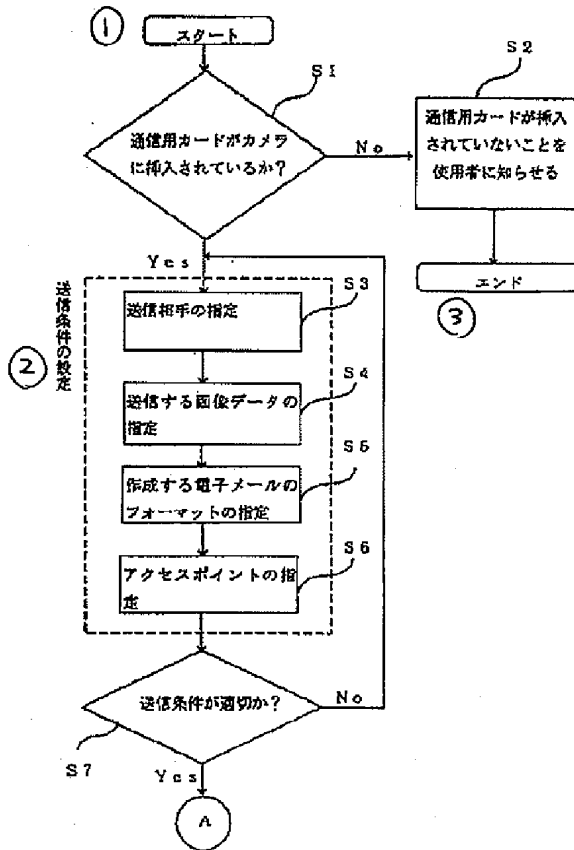 ①
スタート
S1
通信用カードがカメラ
に挿入されているか？
No
S2
通信用カードが挿入
されていないことを
使用者に知らせる
エンド
③
Yes
送信条件の設定
②
S3
送信相手の指定
S4
送信する画像データの
指定
S5
作成する電子メールの
フォーマットの指定
S6
アクセスポイントの指
定
送信条件が適切か？
No
S7
Yes
A